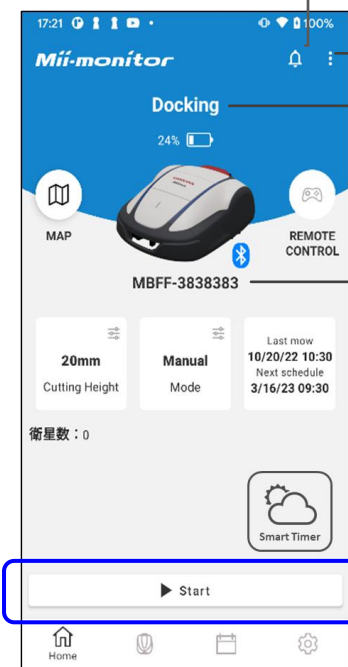 17:21 100%
Mii-monitor
Docking
24%
MAP
REMOTE
CONTROL
MBFF-3838383
20mm
Cutting Height
Manual
Mode
Last mow
10/20/22 10:30
Next schedule
3/16/23 09:30
衛星数：0
Smart Timer
Start
Home